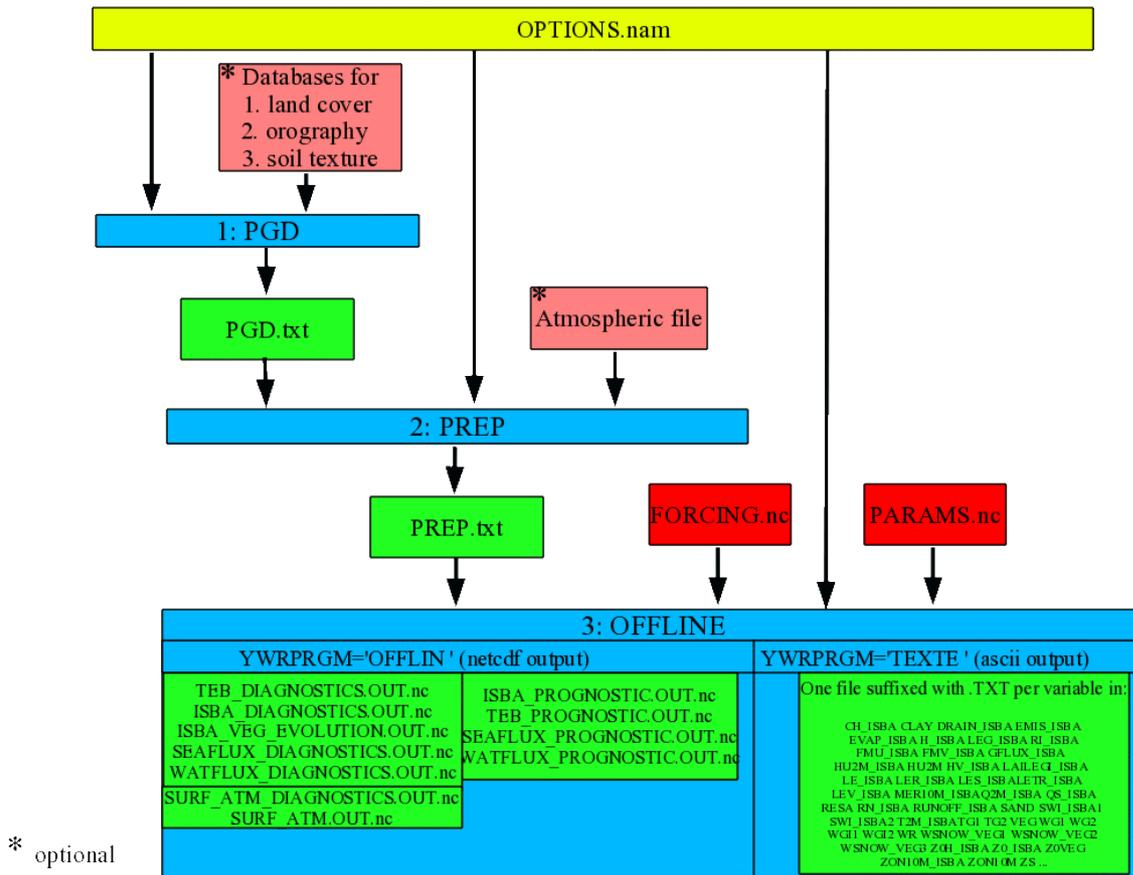 OPTIONS.nam
* Databases for
1. land cover
2. orography
3. soil texture
1: PGD
PGD.txt
*
Atmospheric file
2: PREP
PREP.txt
FORCING.nc
PARAMS.nc
3: OFFLINE
YWRPRGM='OFFLIN ' (netcdf output)
YWRPRGM='TEXTE ' (ascii output)
TEB_DIAGNOSTICS.OUT.nc
ISBA_DIAGNOSTICS.OUT.nc
ISBA_VEG_EVOLUTION.OUT.nc
SEAFLUX_DIAGNOSTICS.OUT.nc
WATFLUX_DIAGNOSTICS.OUT.nc
SURF_ATM_DIAGNOSTICS.OUT.nc
SURF_ATM.OUT.nc
ISBA_PROGNOSTIC.OUT.nc
TEB_PROGNOSTIC.OUT.nc
SEAFLUX_PROGNOSTIC.OUT.nc
WATFLUX_PROGNOSTIC.OUT.nc
One file suffixed with .TXT per variable in:
CH_ISBA CLAY DRAIN_ISBA EMIS_ISBA
EVAP_ISBA H_ISBA LEG_ISBA RI_ISBA
FMU_ISBA FMV_ISBA GFLUX_ISBA
HU2M_ISBA HU2M HV_ISBA LAI LEGI_ISBA
LE_ISBA LER_ISBA LES_ISBA LETR_ISBA
LEV_ISBA MER10M_ISBA Q2M_ISBA QS_ISBA
RESA RN_ISBA RUNOFF_ISBA SAND SWI_ISBA1
SWI_ISBA2 T2M_ISBA TG1 TG2 VEG WG1 WG2
WGI1 WGI2 WR WSNOW_VEG1 WSNOW_VEG2
WSNOW_VEG3 Z0H_ISBA Z0_ISBA Z0VEG
ZON10M_ISBA ZON10M ZS ...
* optional